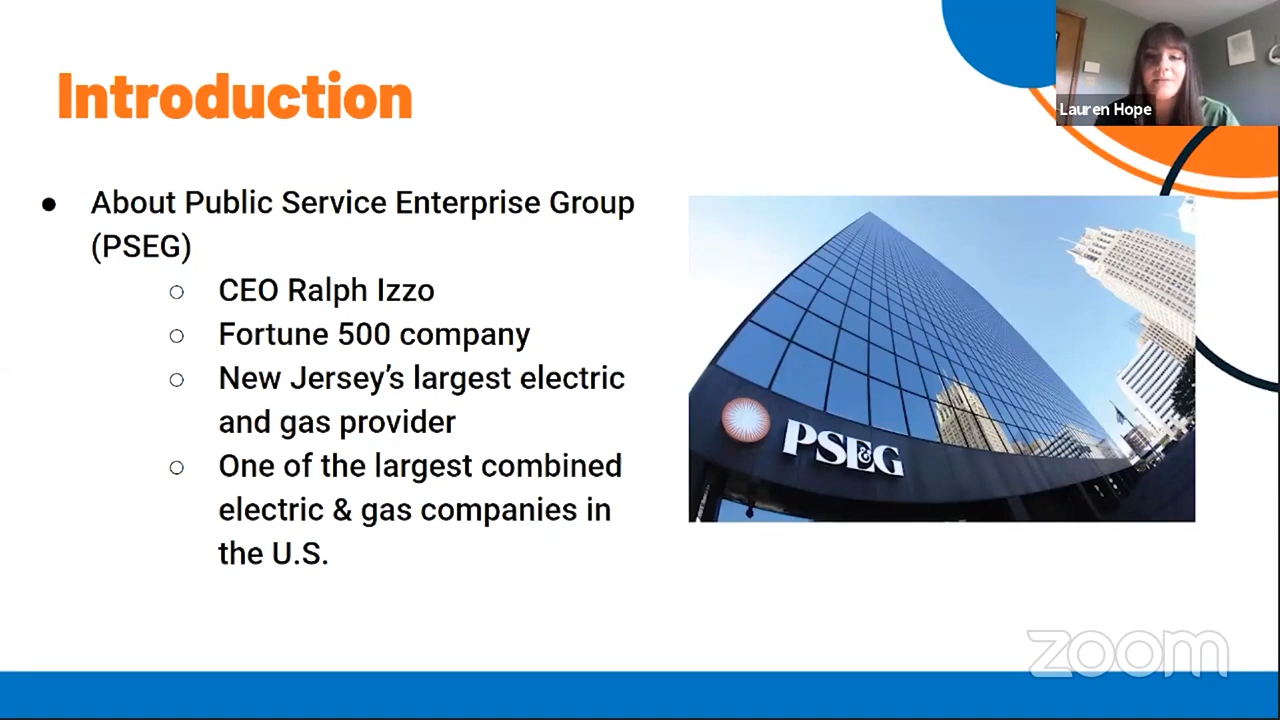 Introduction
Lauren Hope
● About Public Service Enterprise Group
(PSEG)
○ CEO Ralph Izzo
○ Fortune 500 company
○ New Jersey’s largest electric
and gas provider
○ One of the largest combined
electric & gas companies in
the U.S.
PSE&G
zoom